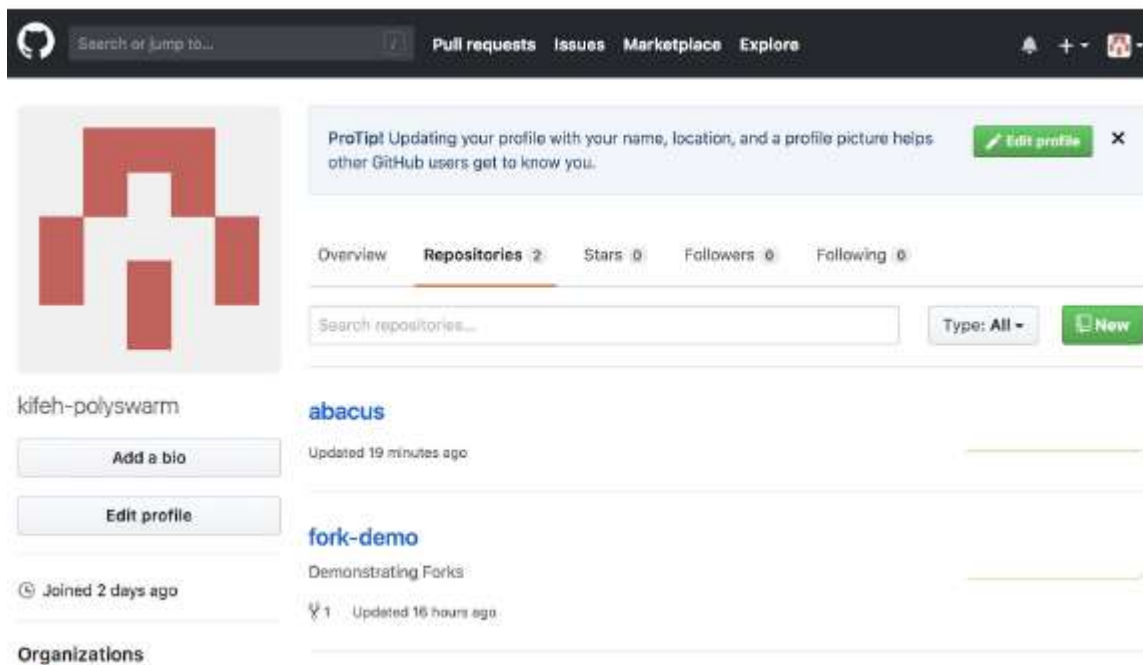 Search or jump to... /
Pull requests Issues Marketplace Explore
ProTip! Updating your profile with your name, location, and a profile picture helps
other GitHub users get to know you.
Edit profile
Overview Repositories 2 Stars 0 Followers 0 Following 0
Search repositories...
Type: All
New
kifeh-polyswarm
Add a bio
Edit profile
Joined 2 days ago
Organizations
abacus
Updated 19 minutes ago
fork-demo
Demonstrating Forks
1 Updated 16 hours ago